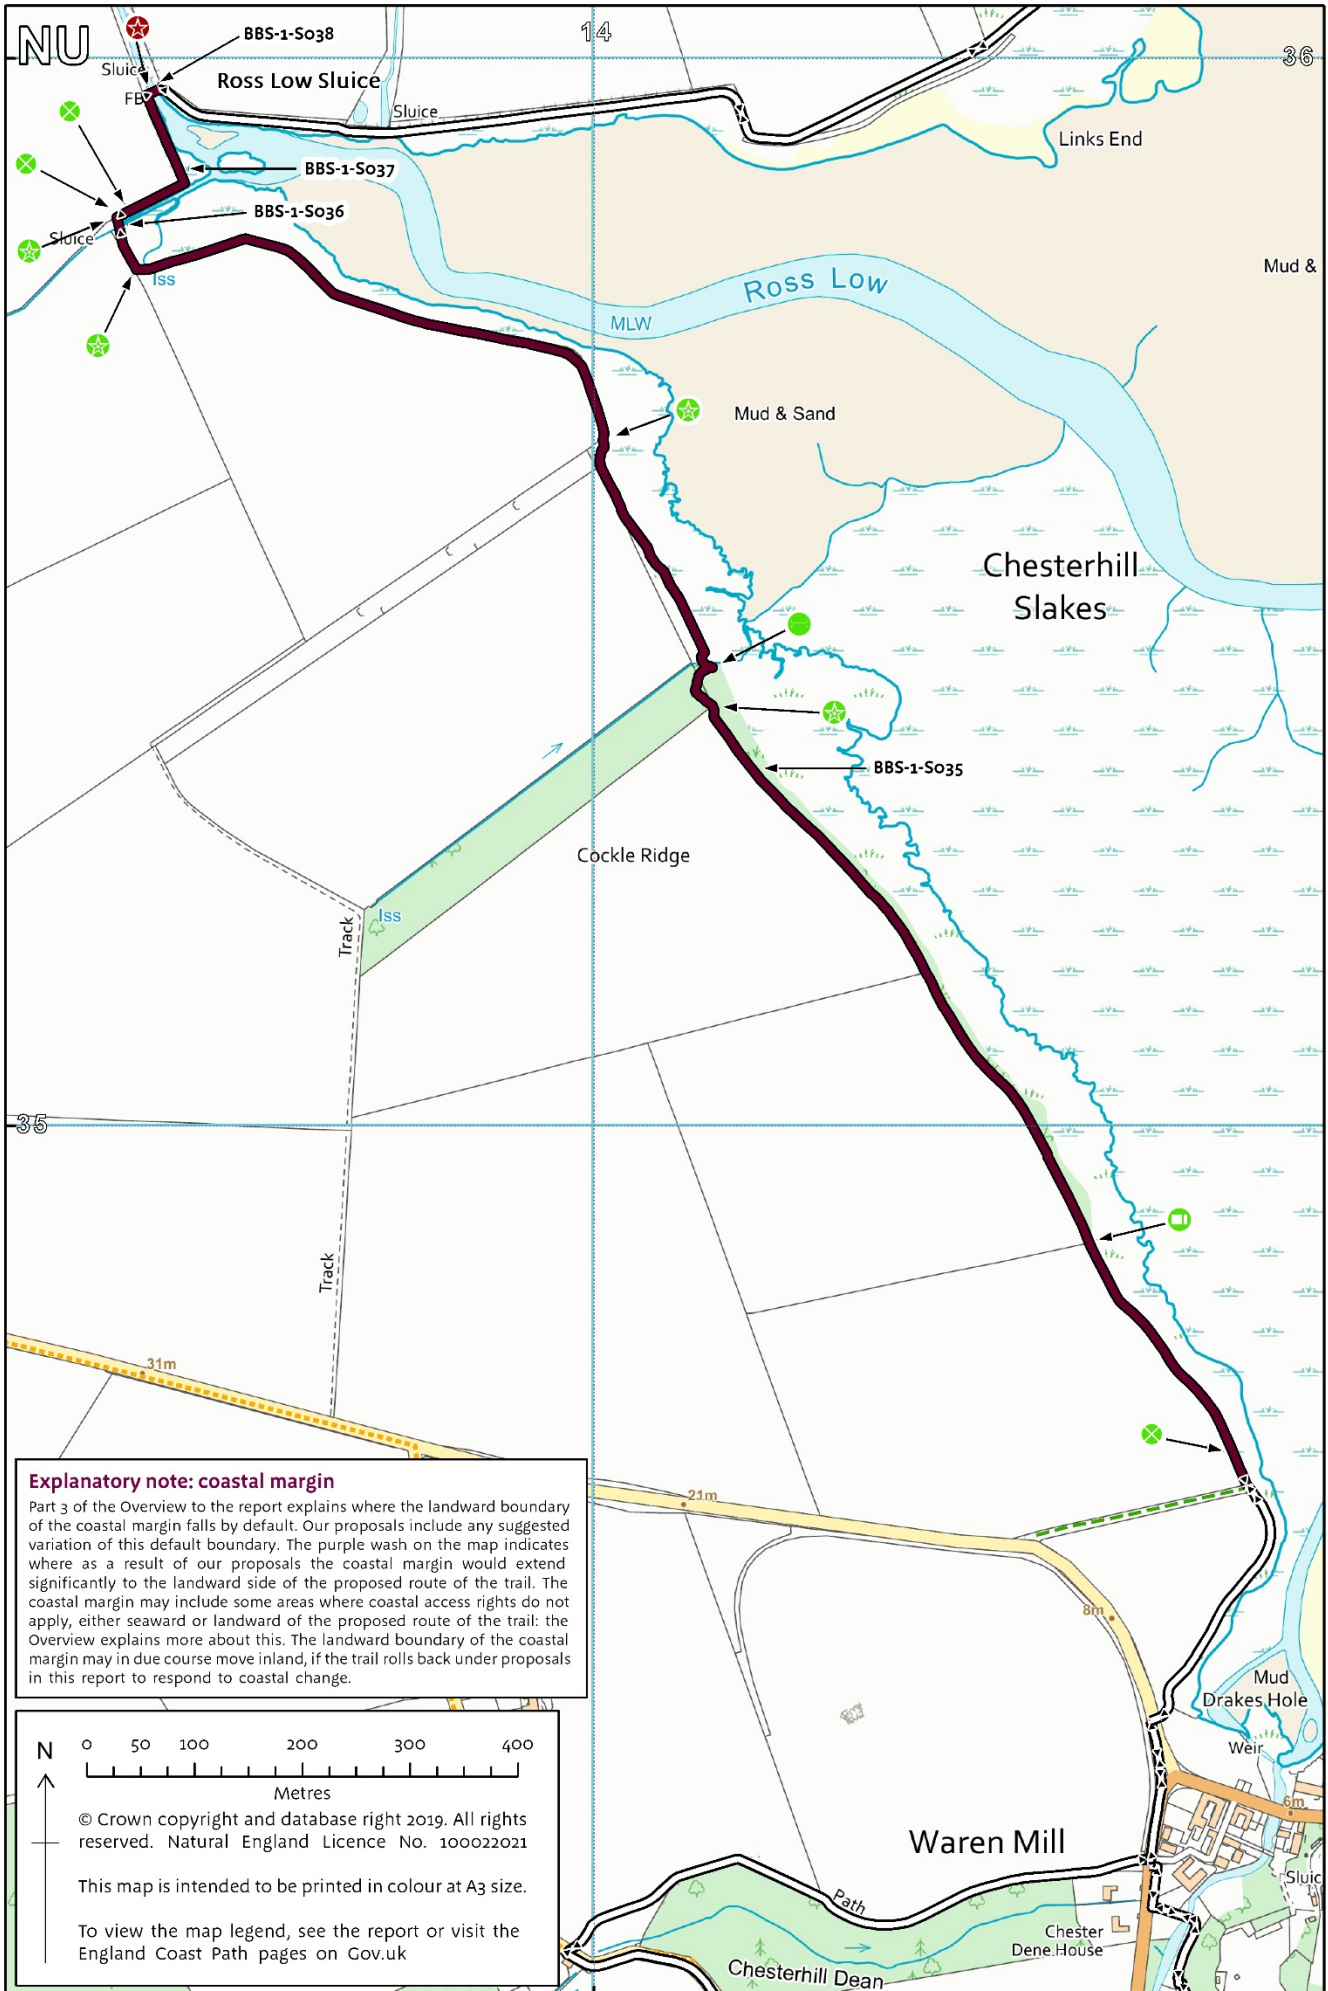 NU
14
36
BBS-1-S038
Sluice
Ross Low Sluice
FB
Sluice
Links End
BBS-1-S037
BBS-1-S036
Sluice
Iss
Mud &
Ross Low
MLW
Mud & Sand
Chesterhill
Slakes
BBS-1-S035
Cockle Ridge
Iss
Track
35
Track
31m
21m
8m
Explanatory note: coastal margin
Part 3 of the Overview to the report explains where the landward boundary
of the coastal margin falls by default. Our proposals include any suggested
variation of this default boundary. The purple wash on the map indicates
where as a result of our proposals the coastal margin would extend
significantly to the landward side of the proposed route of the trail. The
coastal margin may include some areas where coastal access rights do not
apply, either seaward or landward of the proposed route of the trail: the
Overview explains more about this. The landward boundary of the coastal
margin may in due course move inland, if the trail rolls back under proposals
in this report to respond to coastal change.
Mud
Drakes Hole
Weir
6m
Waren Mill
Sluic
Path
Chester
Dene House
Chesterhill Dean
N
0 50 100 200 300 400
Metres
© Crown copyright and database right 2019. All rights
reserved. Natural England Licence No. 100022021
This map is intended to be printed in colour at A3 size.
To view the map legend, see the report or visit the
England Coast Path pages on Gov.uk